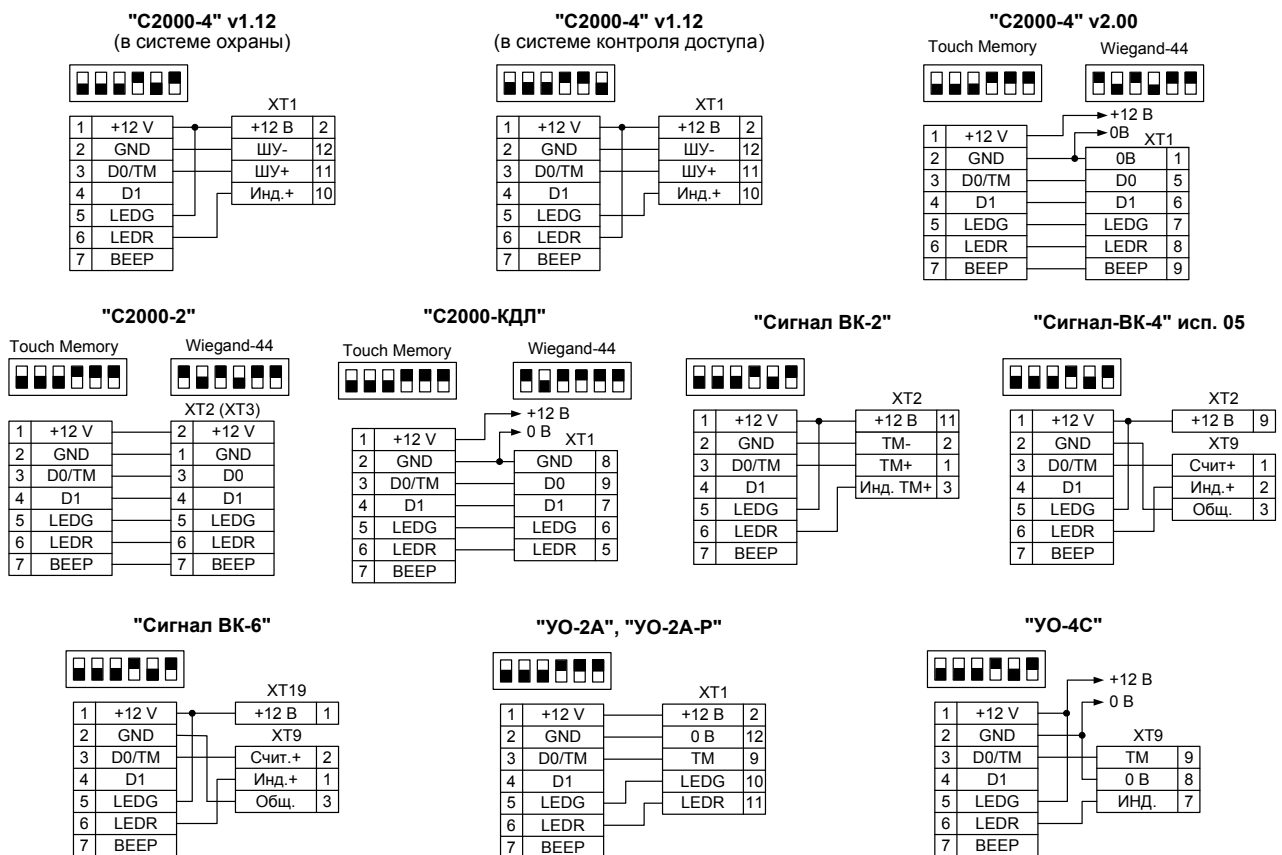 "С2000-4" v1.12
(в системе охраны)
XT1
1 +12 V +12 В 2
2 GND ШУ- 12
3 D0/TM ШУ+ 11
4 D1 Инд.+ 10
5 LEDG
6 LEDR
7 BEEP
"С2000-4" v1.12
(в системе контроля доступа)
XT1
1 +12 V +12 В 2
2 GND ШУ- 12
3 D0/TM ШУ+ 11
4 D1 Инд.+ 10
5 LEDG
6 LEDR
7 BEEP
"С2000-4" v2.00
Touch Memory Wiegand-44
+12 В
0В XT1
1 +12 V
2 GND 0В 1
3 D0/TM D0 5
4 D1 D1 6
5 LEDG LEDG 7
6 LEDR LEDR 8
7 BEEP BEEP 9
"С2000-2"
Touch Memory Wiegand-44
XT2 (XT3)
1 +12 V 2 +12 V
2 GND 1 GND
3 D0/TM 3 D0
4 D1 4 D1
5 LEDG 5 LEDG
6 LEDR 6 LEDR
7 BEEP 7 BEEP
"С2000-КДЛ"
Touch Memory Wiegand-44
+12 В
0 В XT1
1 +12 V
2 GND GND 8
3 D0/TM D0 9
4 D1 D1 7
5 LEDG LEDG 6
6 LEDR LEDR 5
7 BEEP
"Сигнал ВК-2"
XT2
1 +12 V +12 В 11
2 GND TM- 2
3 D0/TM TM+ 1
4 D1 Инд. TM+ 3
5 LEDG
6 LEDR
7 BEEP
"Сигнал-ВК-4" исп. 05
XT2
1 +12 V +12 В 9
2 GND XT9
3 D0/TM Счит+ 1
4 D1 Инд.+ 2
5 LEDG Общ. 3
6 LEDR
7 BEEP
"Сигнал ВК-6"
XT19
1 +12 V +12 В 1
2 GND XT9
3 D0/TM Счит.+ 2
4 D1 Инд.+ 1
5 LEDG Общ. 3
6 LEDR
7 BEEP
"УО-2А", "УО-2А-Р"
XT1
1 +12 V +12 В 2
2 GND 0 В 12
3 D0/TM TM 9
4 D1 LEDG 10
5 LEDG LEDR 11
6 LEDR
7 BEEP
"УО-4С"
+12 В
0 В
1 +12 V
2 GND XT9
3 D0/TM TM 9
4 D1 0 В 8
5 LEDG ИНД. 7
6 LEDR
7 BEEP